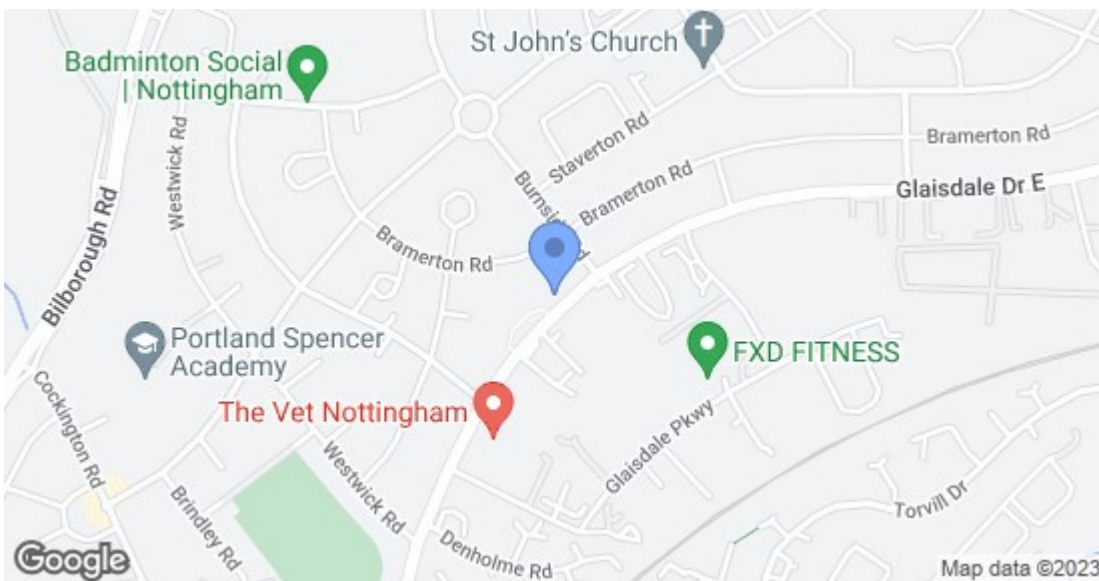 St John's Church
Badminton Social
| Nottingham
Westwick Rd
Staverton Rd
Bramerton Rd
Bramerton Rd
Glaisdale Dr E
Bilborough Rd
Bramerton Rd
Portland Spencer
Academy
FXD FITNESS
Cockington Rd
The Vet Nottingham
Glaisdale Pkwy
Westwick Rd
Brindley Rd
Torvill Dr
Denholme Rd
Google
Map data ©2023